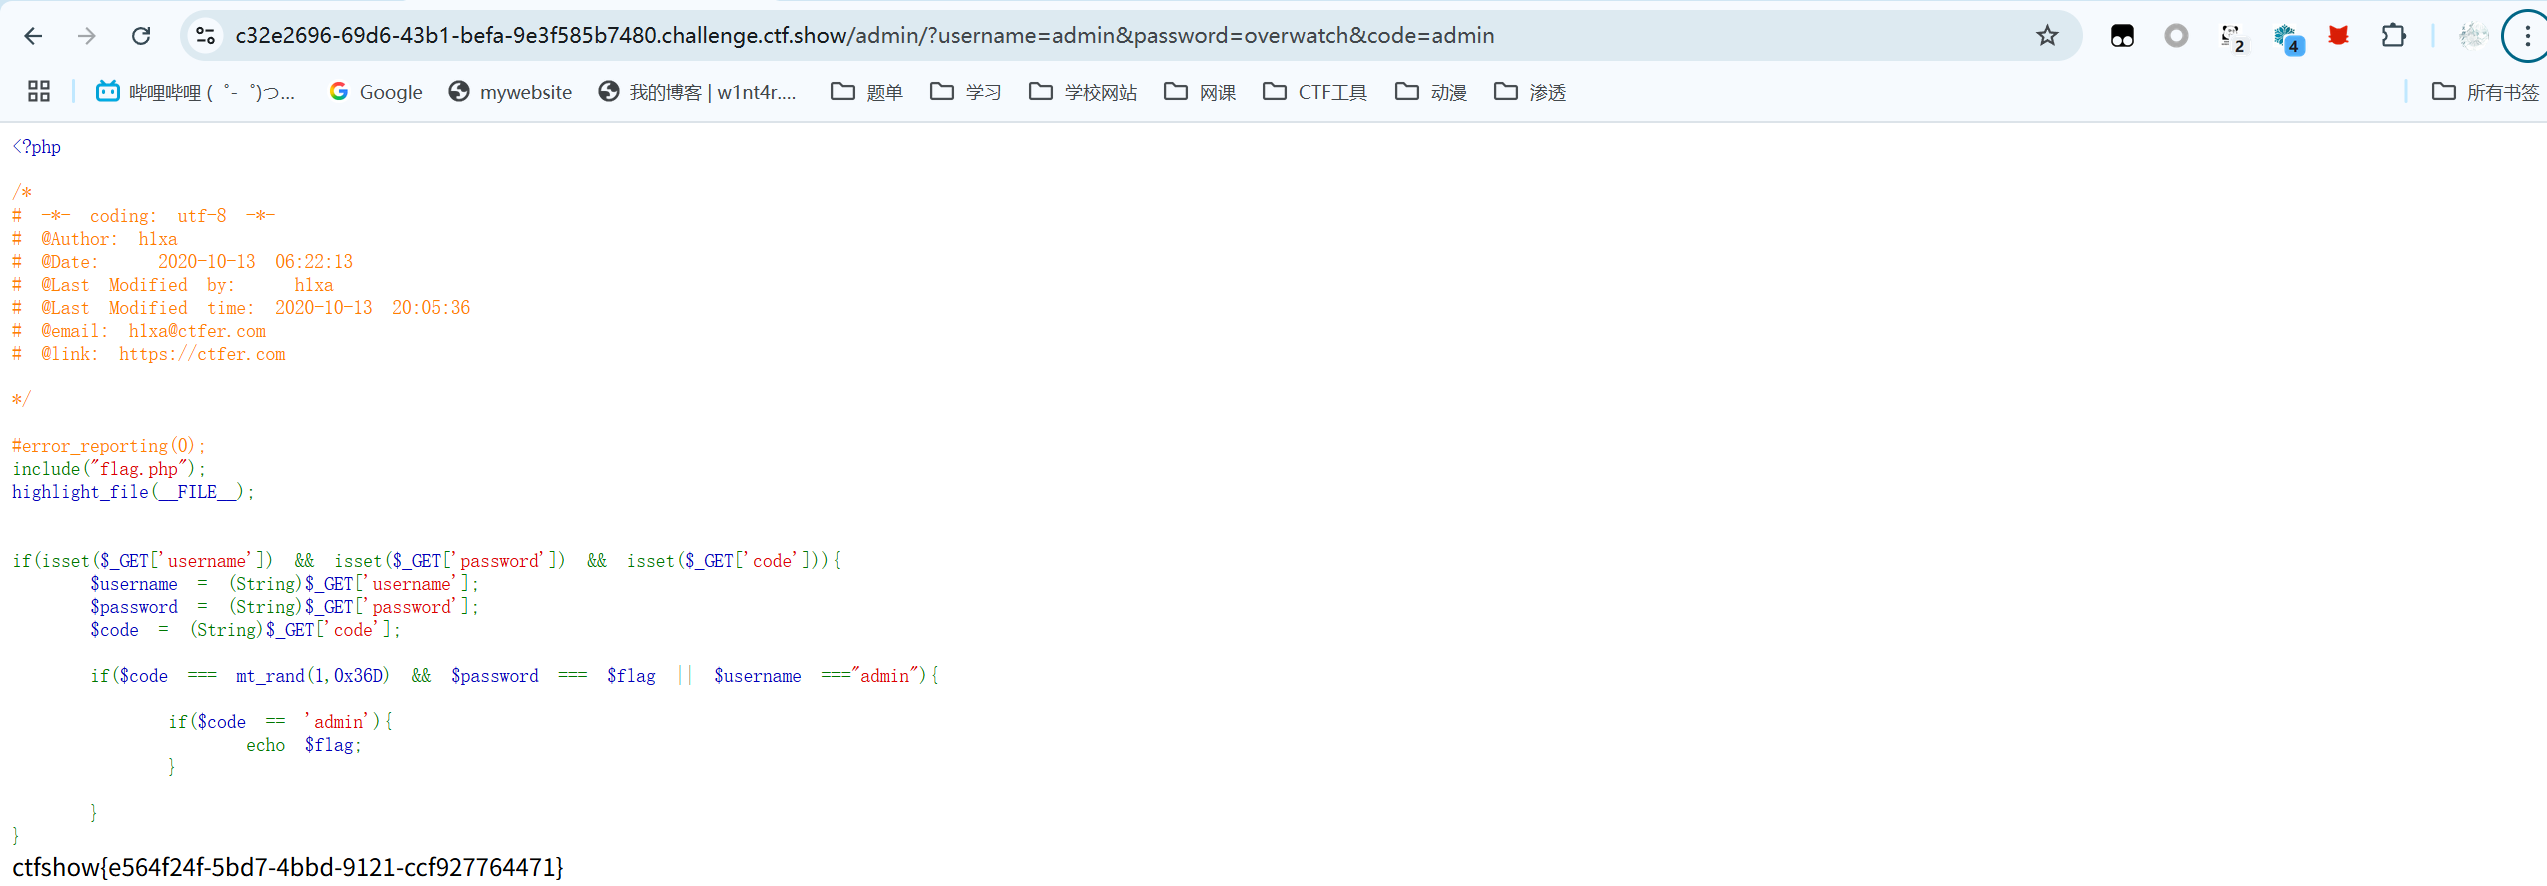 c32e2696-69d6-43b1-befa-9e3f585b7480.challenge.ctf.show/admin/?username=admin&password=overwatch&code=admin
2
4
哔哩哔哩 ( ゜- ゜)つ... Google mywebsite 我的博客 | w1nt4r.... 题单 学习 学校网站 网课 CTF工具 动漫 渗透 所有书签
<?php
/*
# -*- coding: utf-8 -*-
# @Author: h1xa
# @Date:   2020-10-13 06:22:13
# @Last Modified by:   h1xa
# @Last Modified time: 2020-10-13 20:05:36
# @email: h1xa@ctfer.com
# @link: https://ctfer.com
*/
#error_reporting(0);
include("flag.php");
highlight_file(__FILE__);
if(isset($_GET['username']) && isset($_GET['password']) && isset($_GET['code'])){
    $username = (String)$_GET['username'];
    $password = (String)$_GET['password'];
    $code = (String)$_GET['code'];
    if($code === mt_rand(1,0x36D) && $password === $flag || $username ==="admin"){
        if($code == 'admin'){
            echo $flag;
        }
    }
}
ctfshow{e564f24f-5bd7-4bbd-9121-ccf927764471}